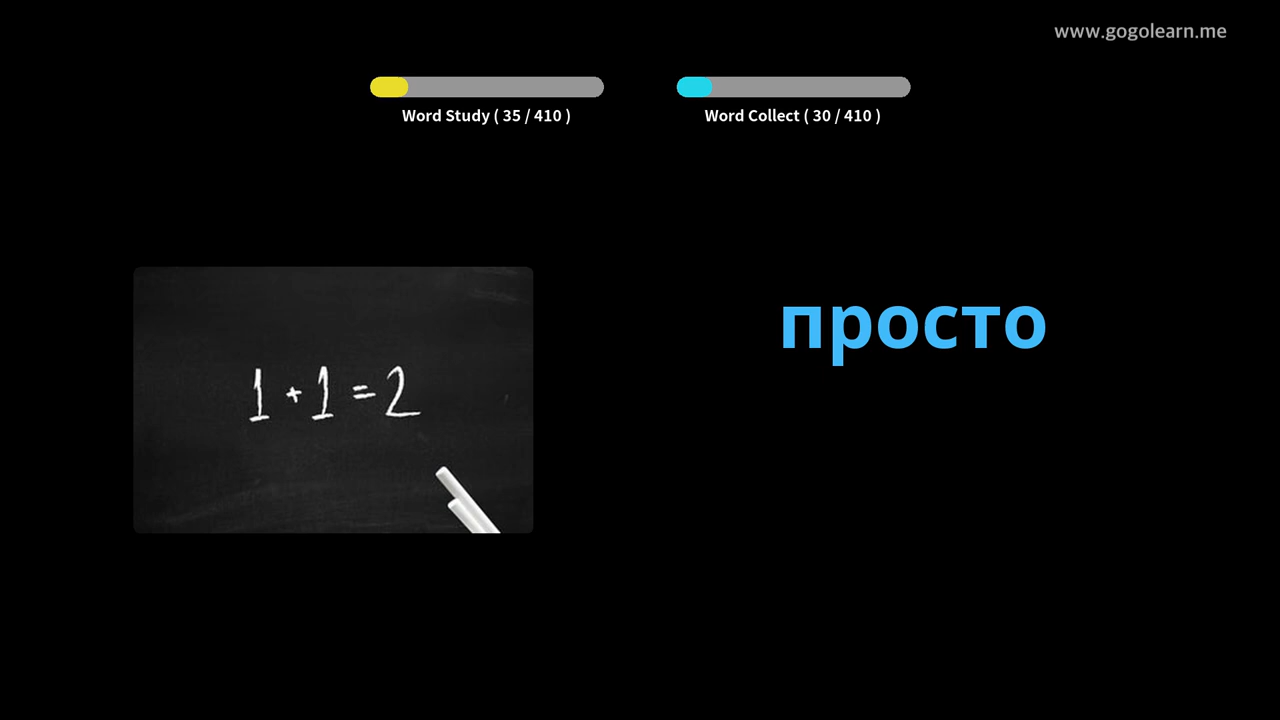 www.gogolearn.me
Word Study ( 35 / 410 )
Word Collect ( 30 / 410 )
просто
1 + 1 = 2